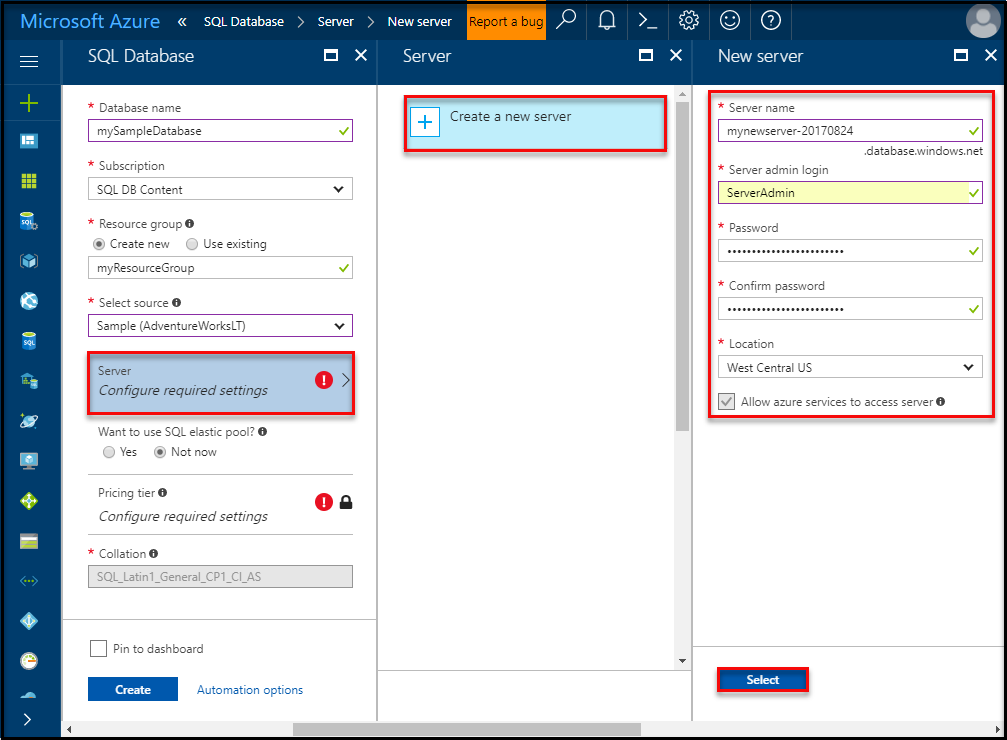 Microsoft Azure « SQL Database > Server > New server Report a bug
SQL Database
* Database name
mySampleDatabase
* Subscription
SQL DB Content
* Resource group
Create new Use existing
myResourceGroup
* Select source
Sample (AdventureWorksLT)
Server
Configure required settings
Want to use SQL elastic pool?
Yes Not now
Pricing tier
Configure required settings
* Collation
SQL_Latin1_General_CP1_CI_AS
Pin to dashboard
Create Automation options
Server
Create a new server
New server
* Server name
mynewserver-20170824
.database.windows.net
* Server admin login
ServerAdmin
* Password
••••••••••••••••••••••••
* Confirm password
••••••••••••••••••••••••
* Location
West Central US
Allow azure services to access server
Select